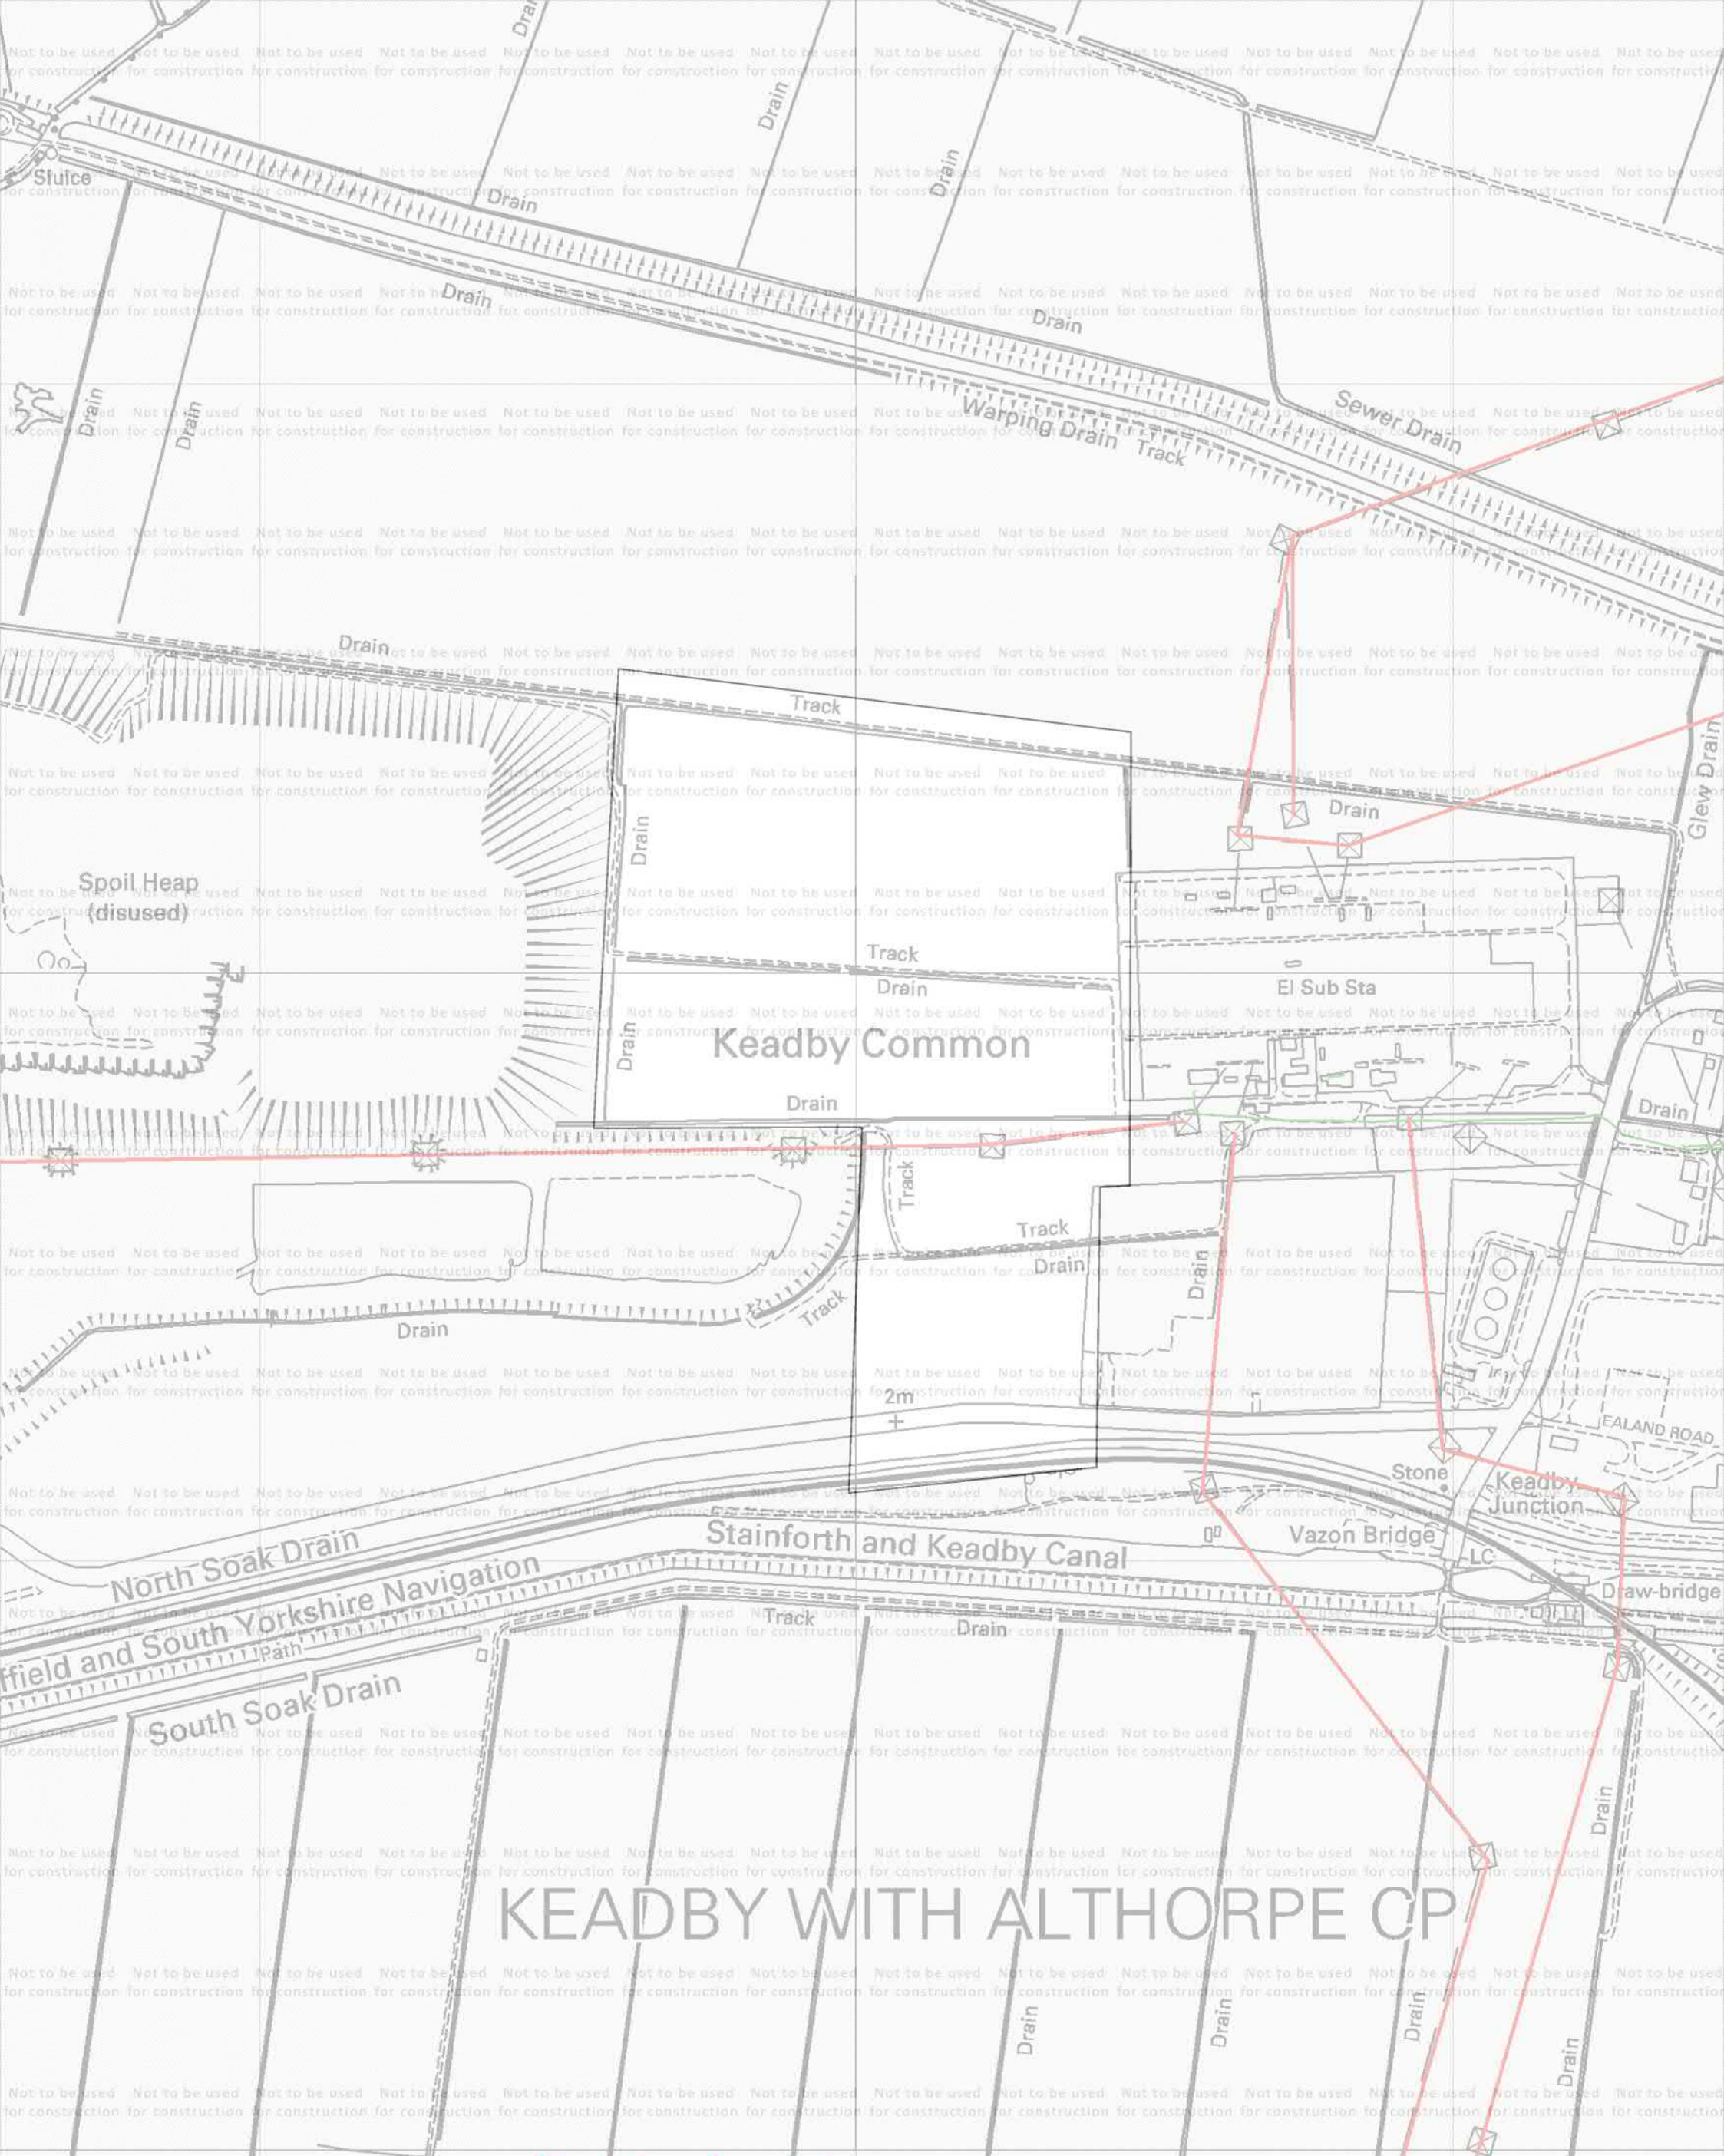 Drain
Drain
Drain
Sluice
Drain
Drain
Drain
Drain
Drain
Sewer Drain
Warping Drain
Track
Drain
Track
Glew Drain
Drain
Drain
Spoil Heap
(disused)
Track
Drain
El Sub Sta
Keadby Common
Drain
Drain
Drain
Track
Track
Drain
Drain
Track
Drain
2m
EALAND ROAD
Stone
Keadby
Junction
Stainforth and Keadby Canal
Vazon Bridge
LC
North Soak Drain
Draw-bridge
ffield and South Yorkshire Navigation
Track
Drain
Path
South Soak Drain
Drain
KEADBY WITH ALTHORPE CP
Drain
Drain
Drain
Drain
Not to be used
for construction